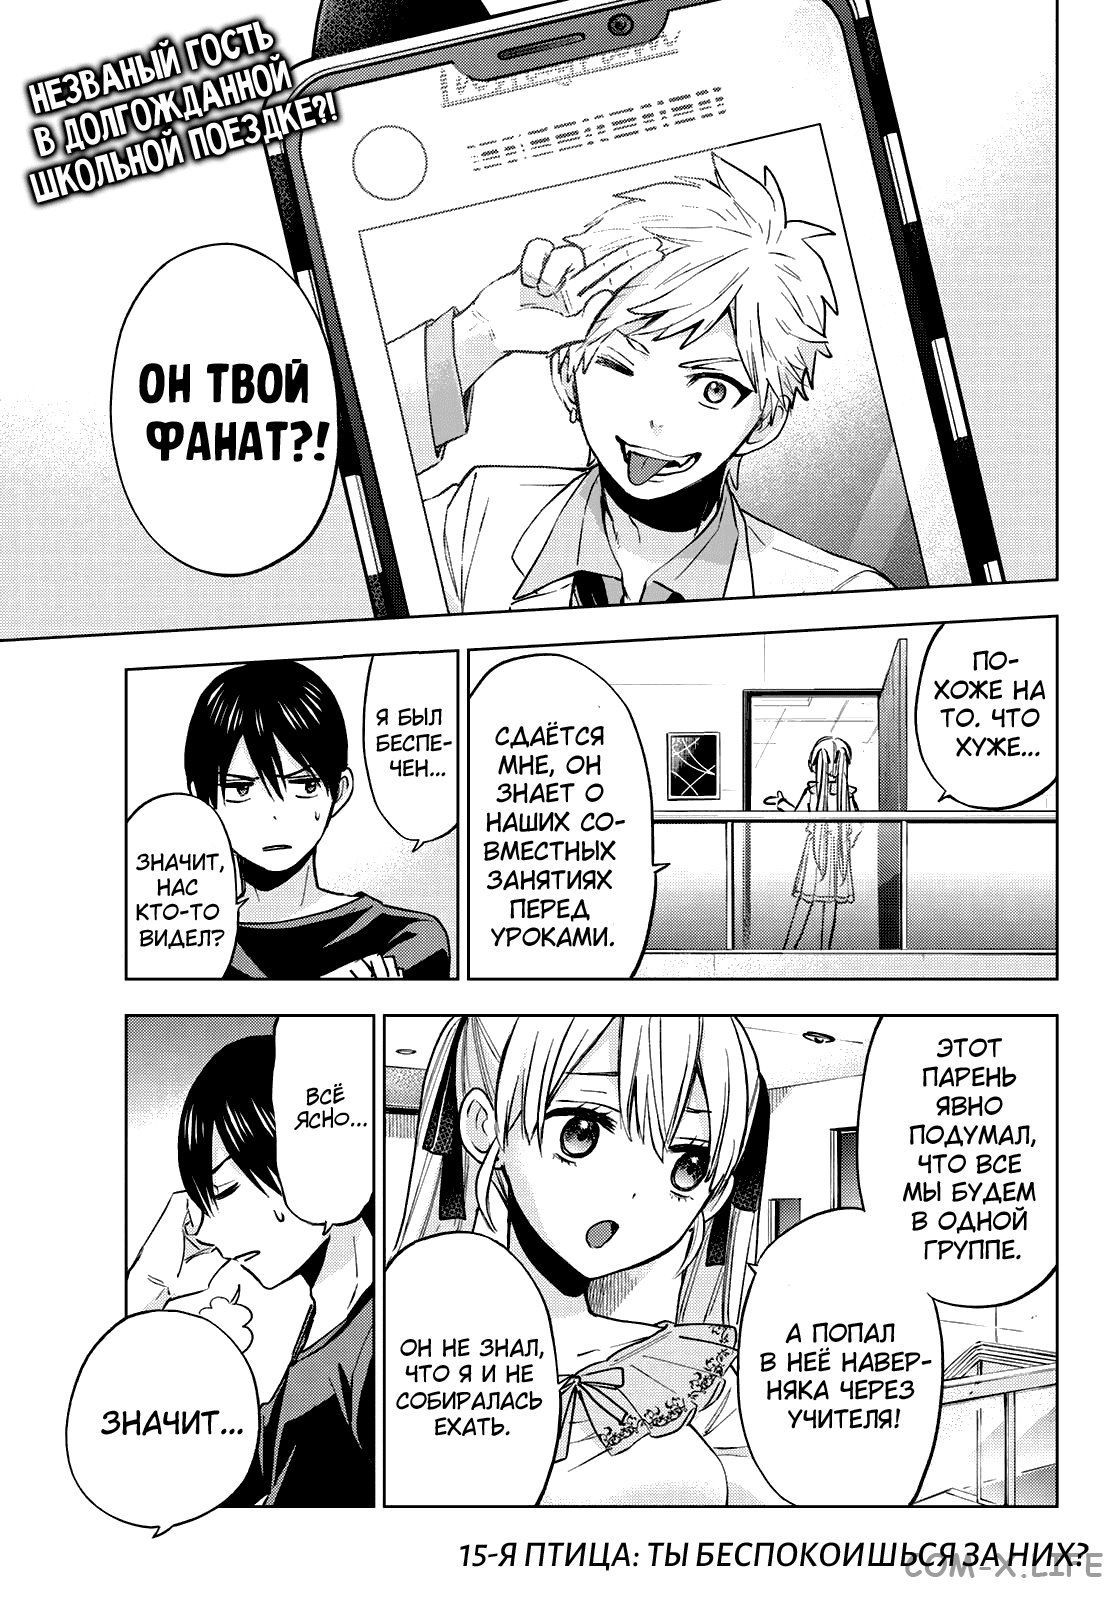 НЕЗВАНЫЙ ГОСТЬ
В ДОЛГОЖДАННОЙ
ШКОЛЬНОЙ ПОЕЗДКЕ?!
ОН ТВОЙ
ФАНАТ?!
ПО-
ХОЖЕ НА
ТО. ЧТО
ХУЖЕ...
СДАЁТСЯ
МНЕ, ОН
ЗНАЕТ О
НАШИХ СО-
ВМЕСТНЫХ
ЗАНЯТИЯХ
ПЕРЕД
УРОКАМИ.
Я БЫЛ
БЕСПЕ-
ЧЕН...
ЗНАЧИТ,
НАС
КТО-ТО
ВИДЕЛ?
ЭТОТ
ПАРЕНЬ
ЯВНО
ПОДУМАЛ,
ЧТО ВСЕ
МЫ БУДЕМ
В ОДНОЙ
ГРУППЕ.
А ПОПАЛ
В НЕЁ НАВЕР-
НЯКА ЧЕРЕЗ
УЧИТЕЛЯ!
ОН НЕ ЗНАЛ,
ЧТО Я И НЕ
СОБИРАЛАСЬ
ЕХАТЬ.
ВСЁ
ЯСНО...
ЗНАЧИТ...
15-Я ПТИЦА: ТЫ БЕСПОКОИШЬСЯ ЗА НИХ?
COM-X.LIFE